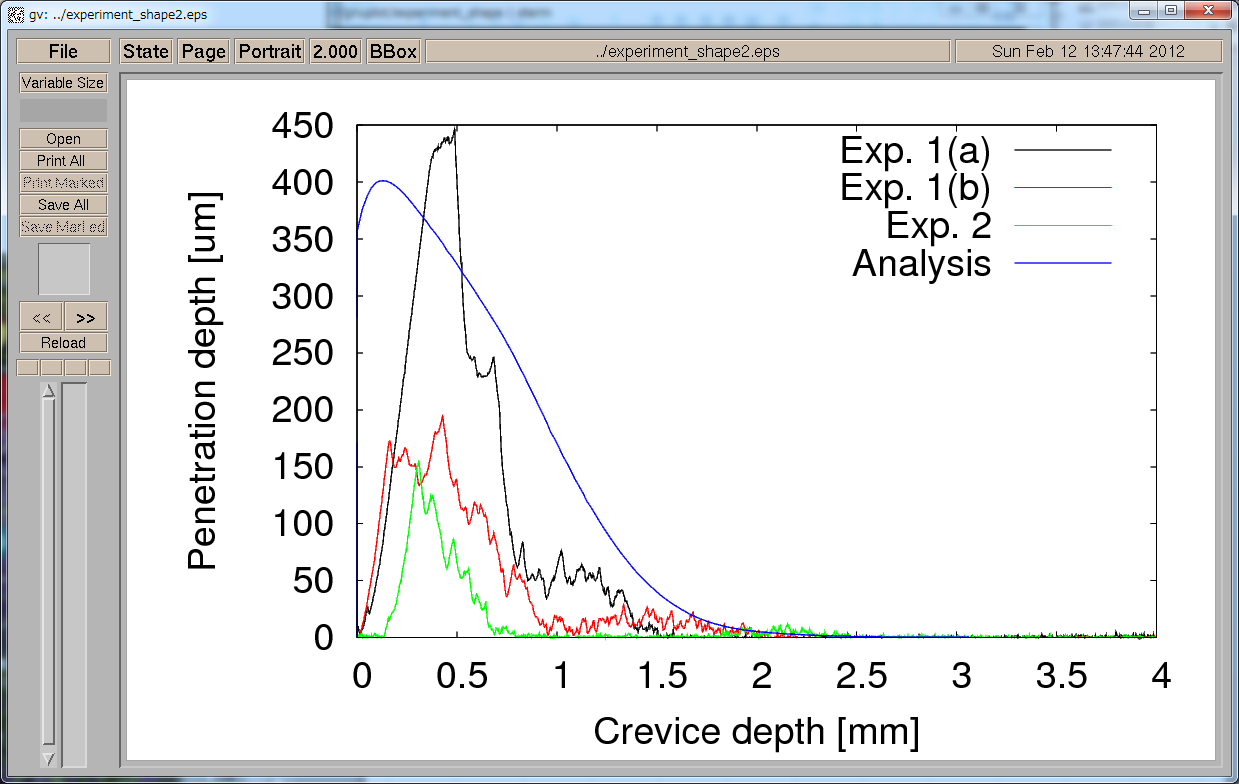 gv: ../experiment_shape2.eps
File
State
Page
Portrait
2.000
BBox
../experiment_shape2.eps
Sun Feb 12 13:47:44 2012
Variable Size
Open
Print All
Print Marked
Save All
Save Marked
<<
>>
Reload
450
400
350
300
250
200
150
100
50
0
Penetration depth [um]
Exp. 1(a)
Exp. 1(b)
Exp. 2
Analysis
0 0.5 1 1.5 2 2.5 3 3.5 4
Crevice depth [mm]